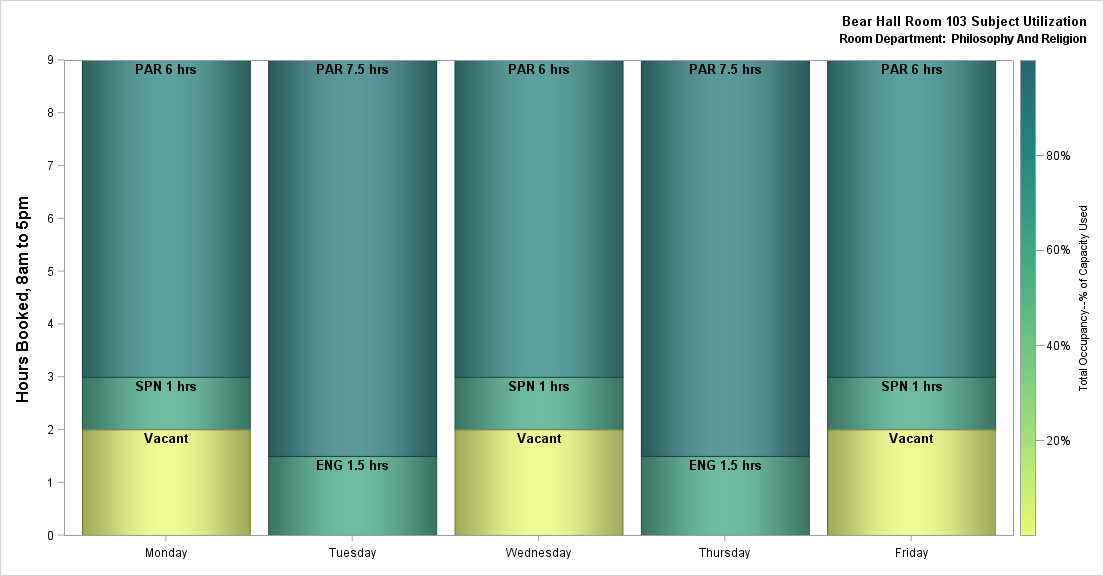 Bear Hall Room 103 Subject Utilization
Room Department: Philosophy And Religion
Hours Booked, 8am to 5pm
9
8
7
6
5
4
3
2
1
0
PAR 6 hrs
SPN 1 hrs
Vacant
Monday
PAR 7.5 hrs
ENG 1.5 hrs
Tuesday
PAR 6 hrs
SPN 1 hrs
Vacant
Wednesday
PAR 7.5 hrs
ENG 1.5 hrs
Thursday
PAR 6 hrs
SPN 1 hrs
Vacant
Friday
80%
60%
40%
20%
Total Occupancy--% of Capacity Used